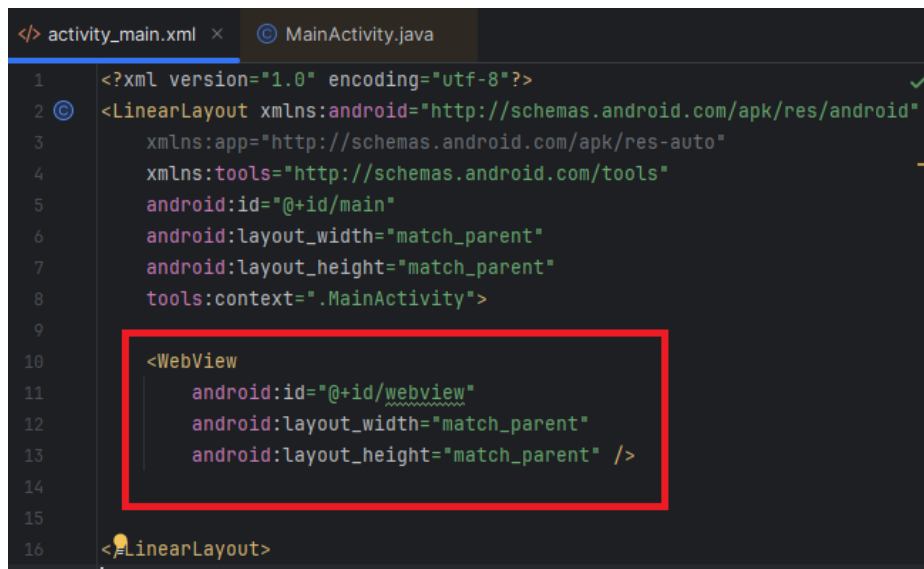 activity_main.xml × MainActivity.java
1 <?xml version="1.0" encoding="utf-8"?>
2 <LinearLayout xmlns:android="http://schemas.android.com/apk/res/android"
3 xmlns:app="http://schemas.android.com/apk/res-auto"
4 xmlns:tools="http://schemas.android.com/tools"
5 android:id="@+id/main"
6 android:layout_width="match_parent"
7 android:layout_height="match_parent"
8 tools:context=".MainActivity">
9
10 <WebView
11 android:id="@+id/webview"
12 android:layout_width="match_parent"
13 android:layout_height="match_parent" />
14
15
16 </LinearLayout>